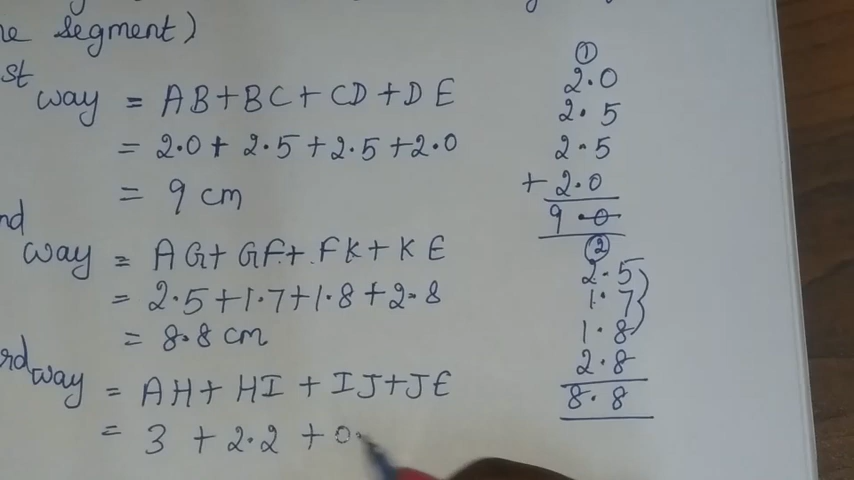 ne segment)
st
way = AB+BC+CD+DE
= 2.0+ 2.5+2.5+2.0
= 9 cm
nd
way = AG+GF+.FK+KE
= 2.5+1.7+1.8+2.8
= 8.8 cm
rd way = AH+HI+IJ+JE
= 3 + 2.2 + 0.
①
2.0
2.5
2.5
+2.0
9.0
②
2.5
1.7
1.8
2.8
8.8